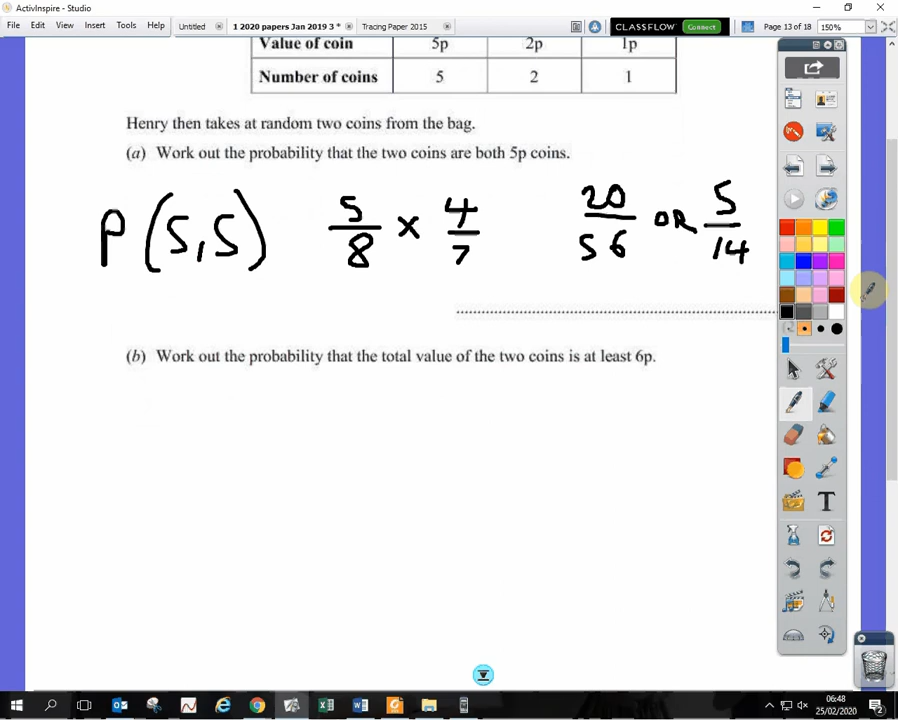 ActivInspire - Studio
File Edit View Insert Tools Help Untitled 1 2020 papers Jan 2019 3 * Tracing Paper 2015 CLASSFLOW Connect Page 13 of 18 150%
Value of coin 5p 2p 1p
Number of coins 5 2 1
Henry then takes at random two coins from the bag.
(a) Work out the probability that the two coins are both 5p coins.
P (5,5) 5/8 × 4/7 20/56 OR 5/14
(b) Work out the probability that the total value of the two coins is at least 6p.
T
06:48
25/02/2020